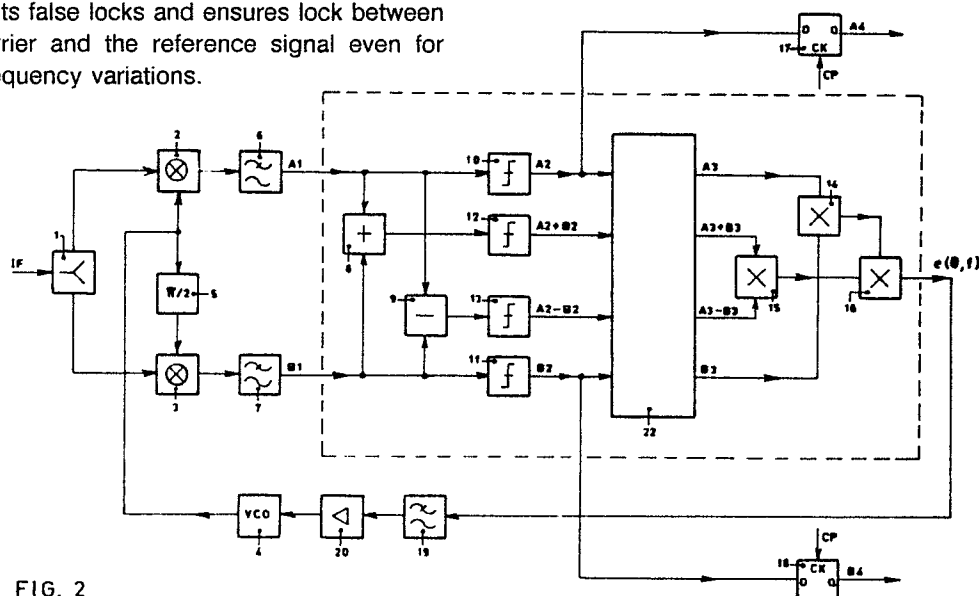 ts false locks and ensures lock between
rrier and the reference signal even for
equency variations.
17
D Q
CK
A4
CP
IF
1
2
6
A1
10
A2
A3
14
12
A2+B2
A3+B3
+
8
π/2
5
9
—
13
A2-B2
A3-B3
15
16
e(θ,f)
3
7
B1
11
B2
B3
22
VCO
4
20
19
CP
18
CK
B4
FIG. 2